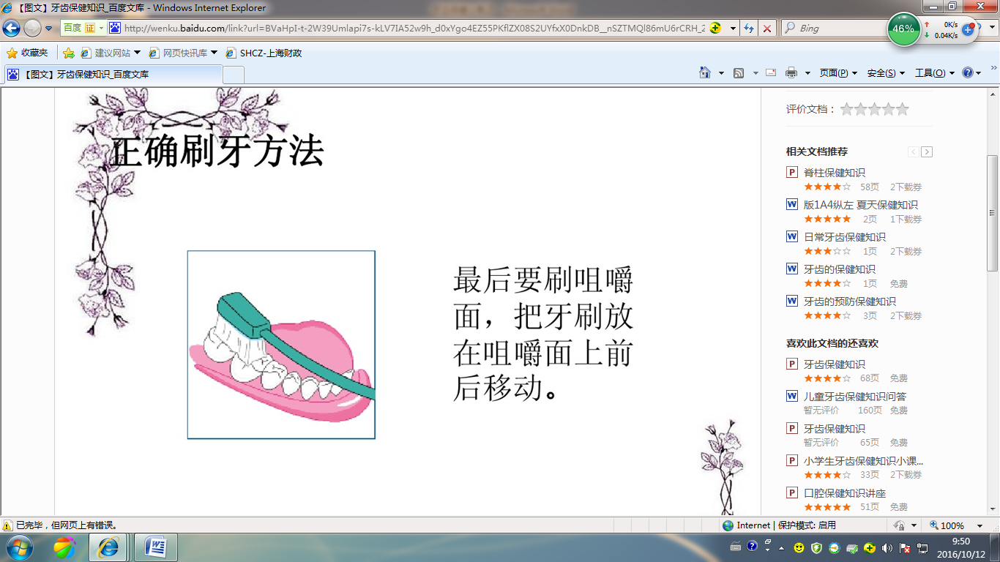 【图文】牙齿保健知识_百度文库 - Windows Internet Explorer
百度 证
Bing
46%
0K/s
0.04K/s
收藏夹
建议网站
网页快讯库
SHCZ-上海财政
【图文】牙齿保健知识_百度文库
页面(P)
安全(S)
工具(O)
正确刷牙方法
最后要刷咀嚼
面，把牙刷放
在咀嚼面上前
后移动。
评价文档：
相关文档推荐
脊柱保健知识
58页 2下载券
版1A4纵左 夏天保健知识
2页 1下载券
日常牙齿保健知识
1页 2下载券
牙齿的保健知识
1页 免费
牙齿的预防保健知识
3页 2下载券
喜欢此文档的还喜欢
牙齿保健知识
68页 免费
儿童牙齿保健知识问答
暂无评价 160页 免费
牙齿保健知识
暂无评价 65页 免费
小学生牙齿保健知识小课...
33页 2下载券
口腔保健知识讲座
51页 免费
已完毕，但网页上有错误。
Internet | 保护模式: 启用
100%
9:50
2016/10/12